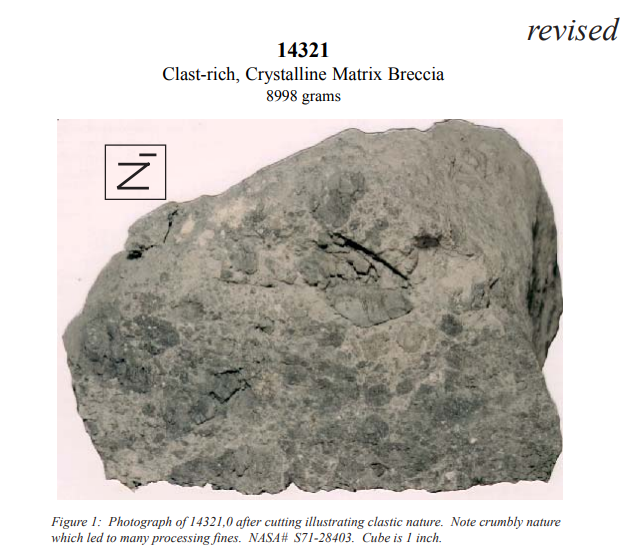 revised
14321
Clast-rich, Crystalline Matrix Breccia
8998 grams
Z
Figure 1: Photograph of 14321,0 after cutting illustrating clastic nature. Note crumbly nature
which led to many processing fines. NASA# S71-28403. Cube is 1 inch.